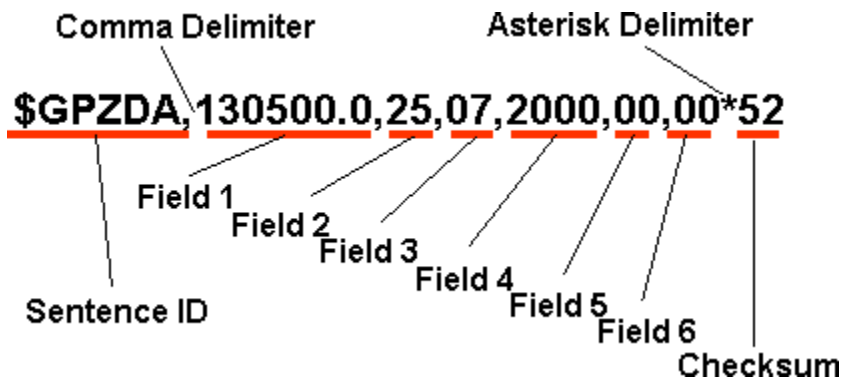 Comma Delimiter
Asterisk Delimiter
$GPZDA,130500.0,25,07,2000,00,00*52
Field 1
Field 2
Field 3
Field 4
Field 5
Field 6
Sentence ID
Checksum